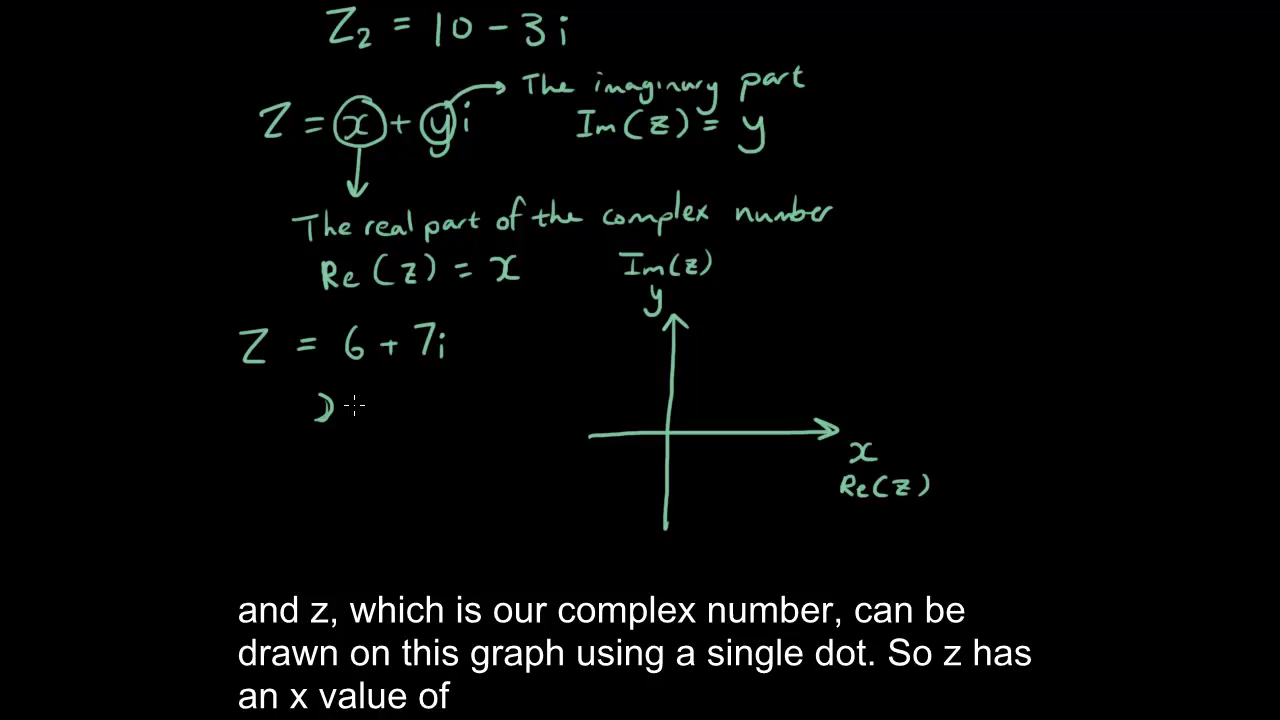 Z₂ = 10 - 3i
Z = x + yi
The imaginary part
Im(z) = y
The real part of the complex number
Re(z) = x
Im(z)
y
Z = 6 + 7i
x
Re(z)
and z, which is our complex number, can be
drawn on this graph using a single dot. So z has
an x value of